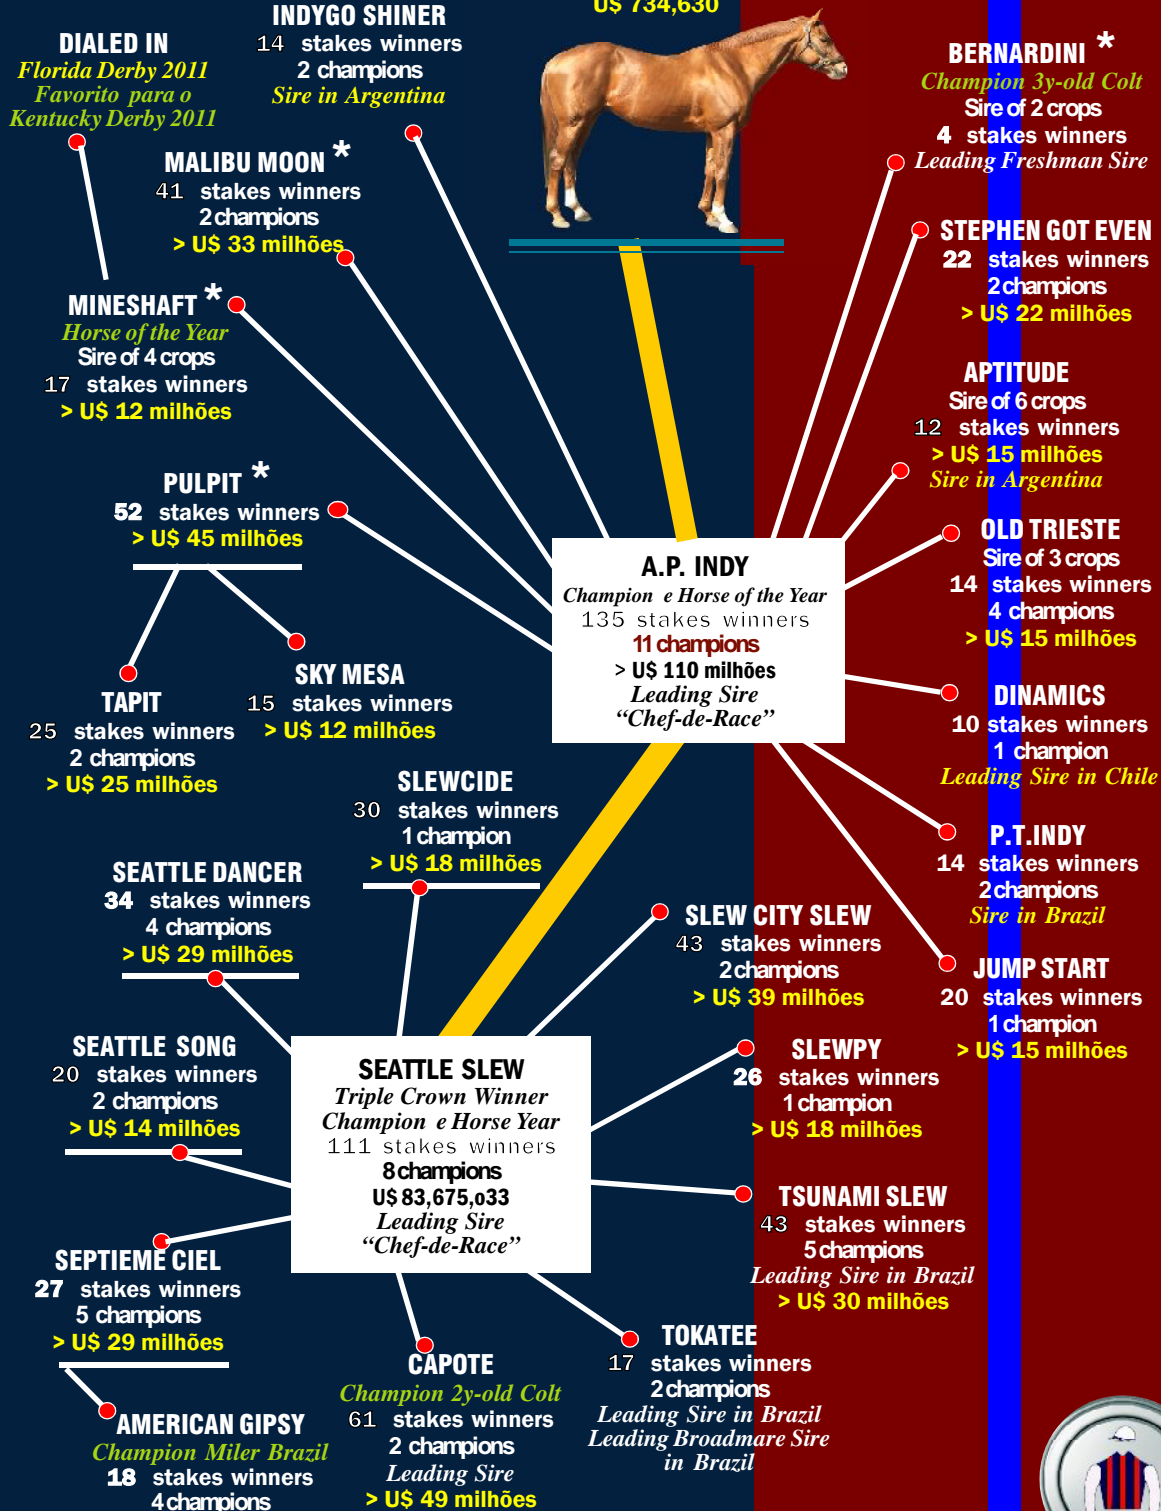 U$ 734,630
INDYGO SHINER
14 stakes winners
2 champions
Sire in Argentina
DIALED IN
Florida Derby 2011
Favorito para o
Kentucky Derby 2011
BERNARDINI *
Champion 3y-old Colt
Sire of 2 crops
4 stakes winners
Leading Freshman Sire
MALIBU MOON *
41 stakes winners
2 champions
> U$ 33 milhões
STEPHEN GOT EVEN
22 stakes winners
2 champions
> U$ 22 milhões
MINESHAFT *
Horse of the Year
Sire of 4 crops
17 stakes winners
> U$ 12 milhões
APTITUDE
Sire of 6 crops
12 stakes winners
> U$ 15 milhões
Sire in Argentina
PULPIT *
52 stakes winners
> U$ 45 milhões
OLD TRIESTE
Sire of 3 crops
14 stakes winners
4 champions
> U$ 15 milhões
A.P. INDY
Champion e Horse of the Year
135 stakes winners
11 champions
> U$ 110 milhões
Leading Sire
“Chef-de-Race”
SKY MESA
15 stakes winners
> U$ 12 milhões
TAPIT
25 stakes winners
2 champions
> U$ 25 milhões
DINAMICS
10 stakes winners
1 champion
Leading Sire in Chile
SLEWCIDE
30 stakes winners
1 champion
> U$ 18 milhões
P.T.INDY
14 stakes winners
2 champions
Sire in Brazil
SEATTLE DANCER
34 stakes winners
4 champions
> U$ 29 milhões
SLEW CITY SLEW
43 stakes winners
2 champions
> U$ 39 milhões
JUMP START
20 stakes winners
1 champion
> U$ 15 milhões
SEATTLE SONG
20 stakes winners
2 champions
> U$ 14 milhões
SLEWPY
26 stakes winners
1 champion
> U$ 18 milhões
SEATTLE SLEW
Triple Crown Winner
Champion e Horse Year
111 stakes winners
8 champions
U$ 83,675,o33
Leading Sire
“Chef-de-Race”
TSUNAMI SLEW
43 stakes winners
5 champions
Leading Sire in Brazil
> U$ 30 milhões
SEPTIEME CIEL
27 stakes winners
5 champions
> U$ 29 milhões
TOKATEE
17 stakes winners
2 champions
Leading Sire in Brazil
Leading Broadmare Sire
in Brazil
CAPOTE
Champion 2y-old Colt
61 stakes winners
2 champions
Leading Sire
> U$ 49 milhões
AMERICAN GIPSY
Champion Miler Brazil
18 stakes winners
4 champions